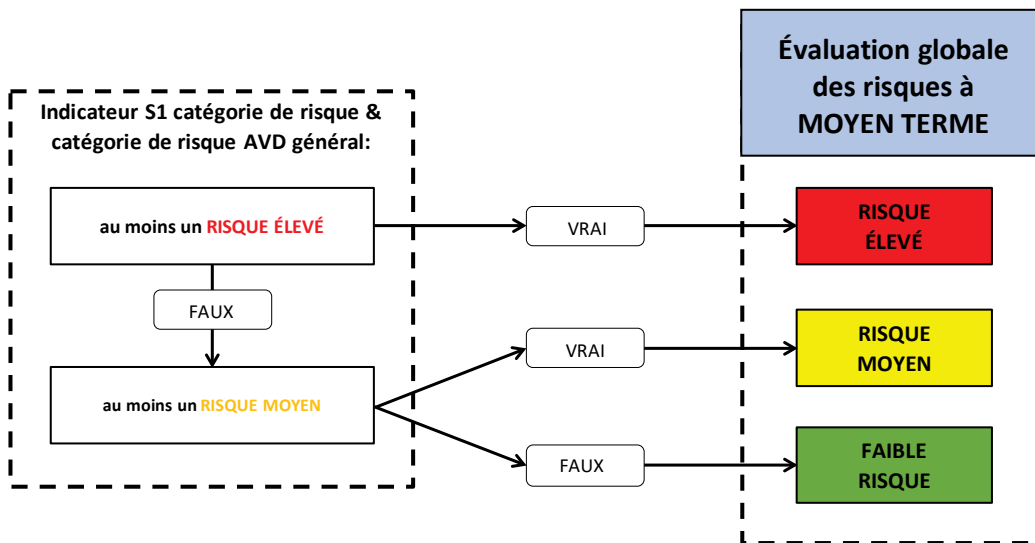 Évaluation globale
des risques à
MOYEN TERME
Indicateur S1 catégorie de risque &
catégorie de risque AVD général:
au moins un RISQUE ÉLEVÉ
VRAI
RISQUE
ÉLEVÉ
FAUX
au moins un RISQUE MOYEN
VRAI
RISQUE
MOYEN
FAUX
FAIBLE
RISQUE